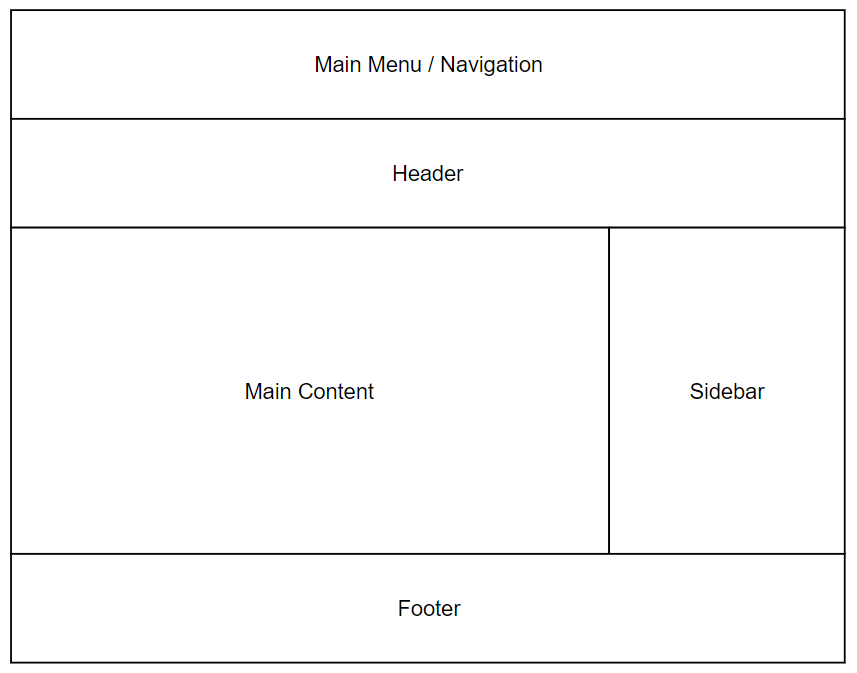 Main Menu / Navigation
Header
Main Content
Sidebar
Footer